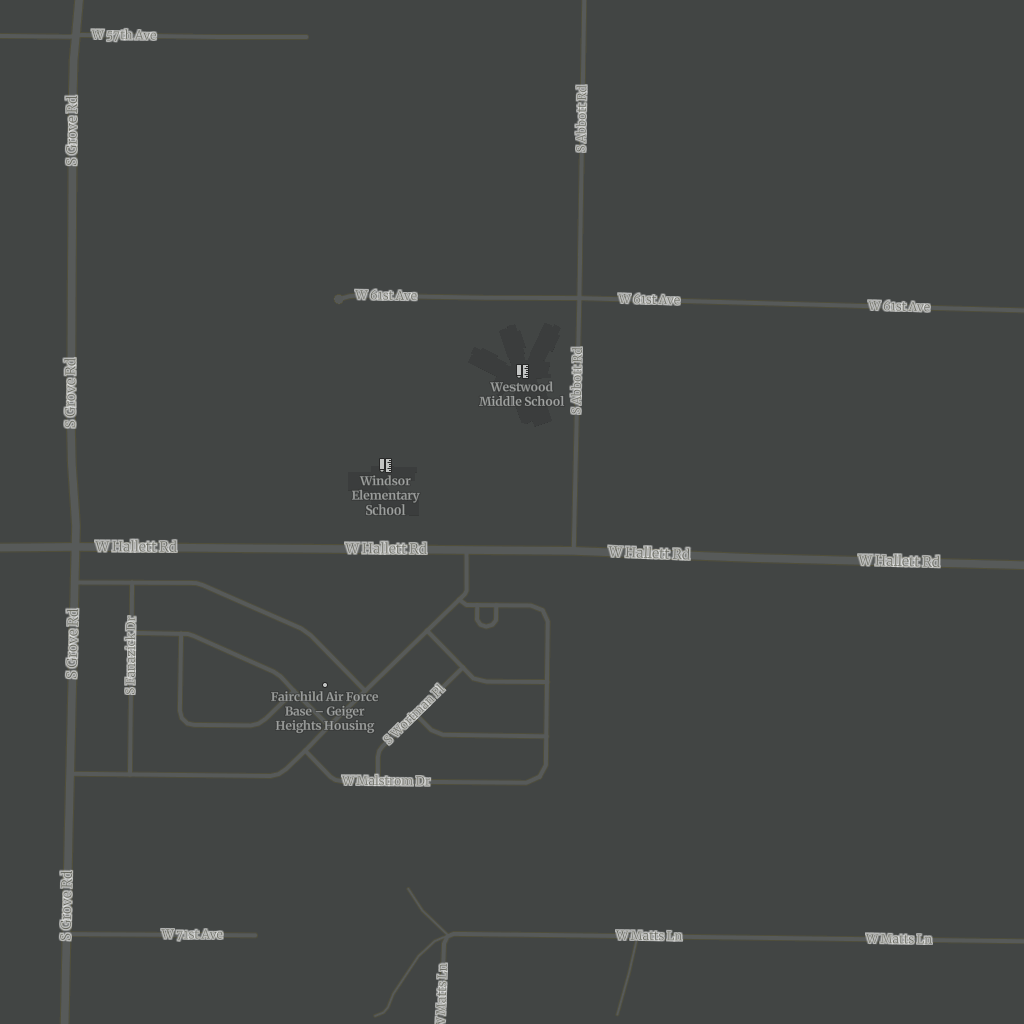 W 57th Ave
S Grove Rd
S Abbott Rd
W 61st Ave
W 61st Ave
W 61st Ave
S Grove Rd
S Abbott Rd
Westwood
Middle School
Windsor
Elementary
School
W Hallett Rd
W Hallett Rd
W Hallett Rd
W Hallett Rd
S Grove Rd
S Fanazick Dr
Fairchild Air Force
Base – Geiger
Heights Housing
S Wortman Pl
W Malstrom Dr
S Grove Rd
W 71st Ave
W Matts Ln
W Matts Ln
W Matts Ln